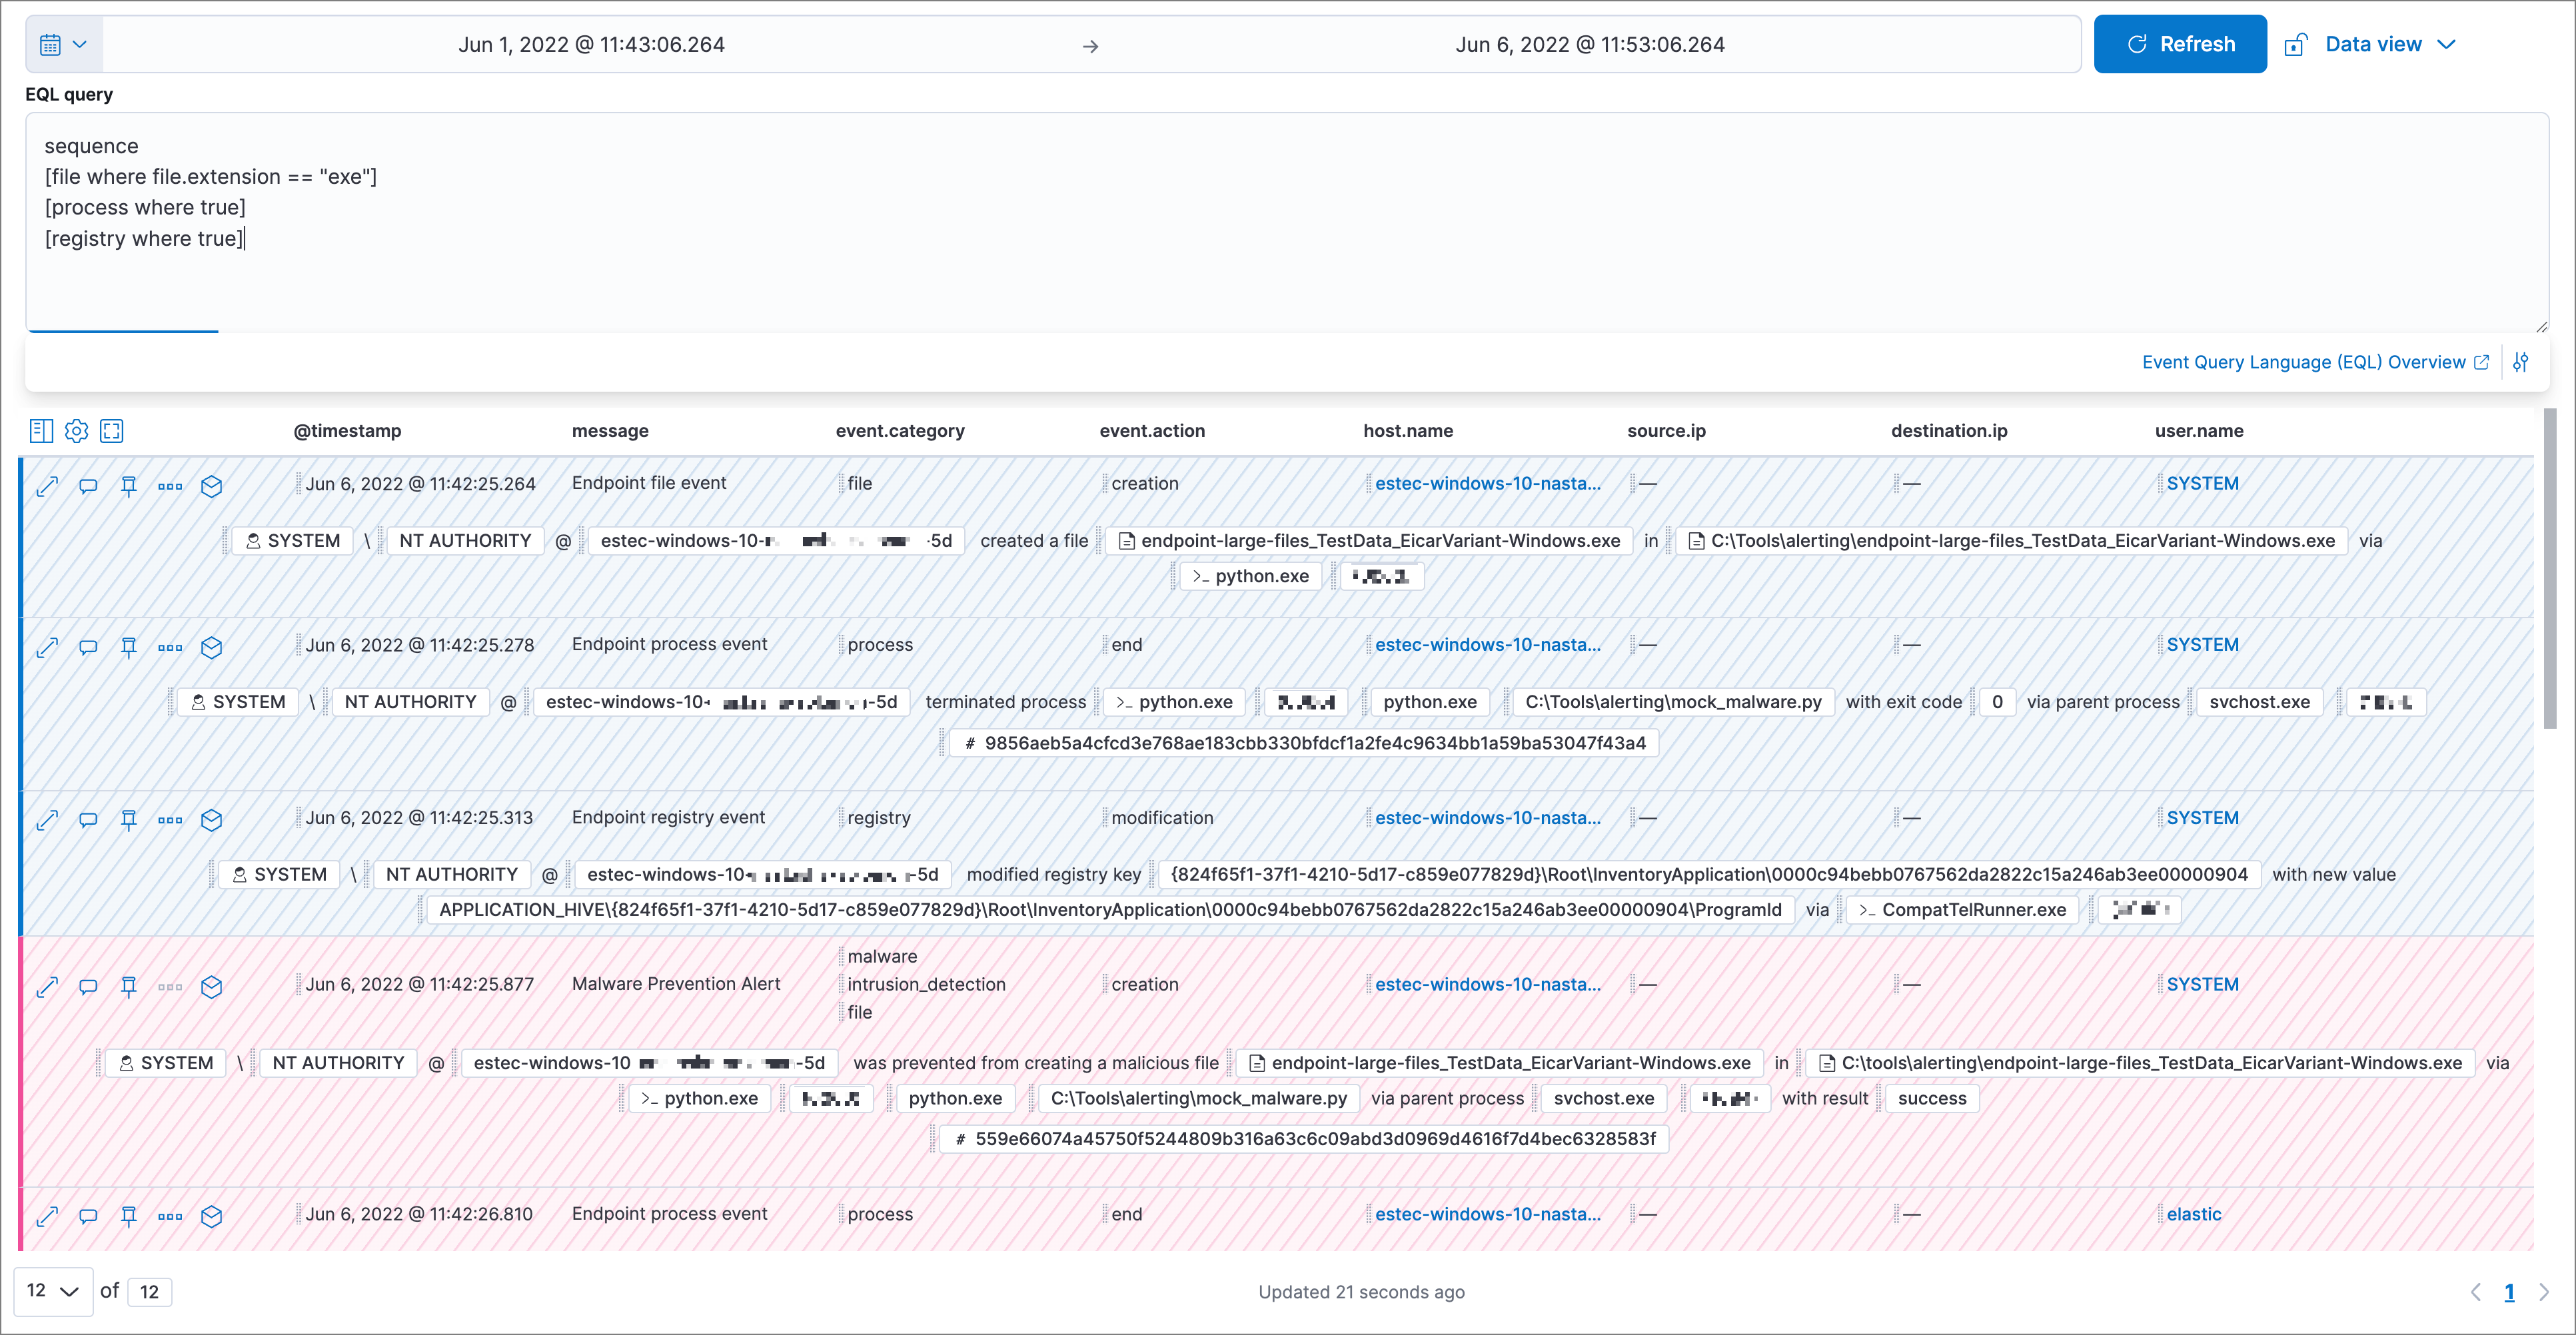 Jun 1, 2022 @ 11:43:06.264 → Jun 6, 2022 @ 11:53:06.264 Refresh Data view
EQL query
sequence
[file where file.extension == "exe"]
[process where true]
[registry where true]
Event Query Language (EQL) Overview
@timestamp message event.category event.action host.name source.ip destination.ip user.name
Jun 6, 2022 @ 11:42:25.264 Endpoint file event file creation estec-windows-10-nasta... — — SYSTEM
SYSTEM \ NT AUTHORITY @ estec-windows-10- -5d created a file endpoint-large-files_TestData_EicarVariant-Windows.exe in C:\Tools\alerting\endpoint-large-files_TestData_EicarVariant-Windows.exe via
>_ python.exe
Jun 6, 2022 @ 11:42:25.278 Endpoint process event process end estec-windows-10-nasta... — — SYSTEM
SYSTEM \ NT AUTHORITY @ estec-windows-10- -5d terminated process >_ python.exe python.exe C:\Tools\alerting\mock_malware.py with exit code 0 via parent process svchost.exe
# 9856aeb5a4cfcd3e768ae183cbb330bfdcf1a2fe4c9634bb1a59ba53047f43a4
Jun 6, 2022 @ 11:42:25.313 Endpoint registry event registry modification estec-windows-10-nasta... — — SYSTEM
SYSTEM \ NT AUTHORITY @ estec-windows-10 -5d modified registry key {824f65f1-37f1-4210-5d17-c859e077829d}\Root\InventoryApplication\0000c94bebb0767562da2822c15a246ab3ee00000904 with new value
APPLICATION_HIVE\{824f65f1-37f1-4210-5d17-c859e077829d}\Root\InventoryApplication\0000c94bebb0767562da2822c15a246ab3ee00000904\ProgramId via >_ CompatTelRunner.exe
malware
Jun 6, 2022 @ 11:42:25.877 Malware Prevention Alert intrusion_detection creation estec-windows-10-nasta... — — SYSTEM
file
SYSTEM \ NT AUTHORITY @ estec-windows-10 -5d was prevented from creating a malicious file endpoint-large-files_TestData_EicarVariant-Windows.exe in C:\tools\alerting\endpoint-large-files_TestData_EicarVariant-Windows.exe via
>_ python.exe python.exe C:\Tools\alerting\mock_malware.py via parent process svchost.exe with result success
# 559e66074a45750f5244809b316a63c6c09abd3d0969d4616f7d4bec6328583f
Jun 6, 2022 @ 11:42:26.810 Endpoint process event process end estec-windows-10-nasta... — — elastic
12 of 12 Updated 21 seconds ago 1